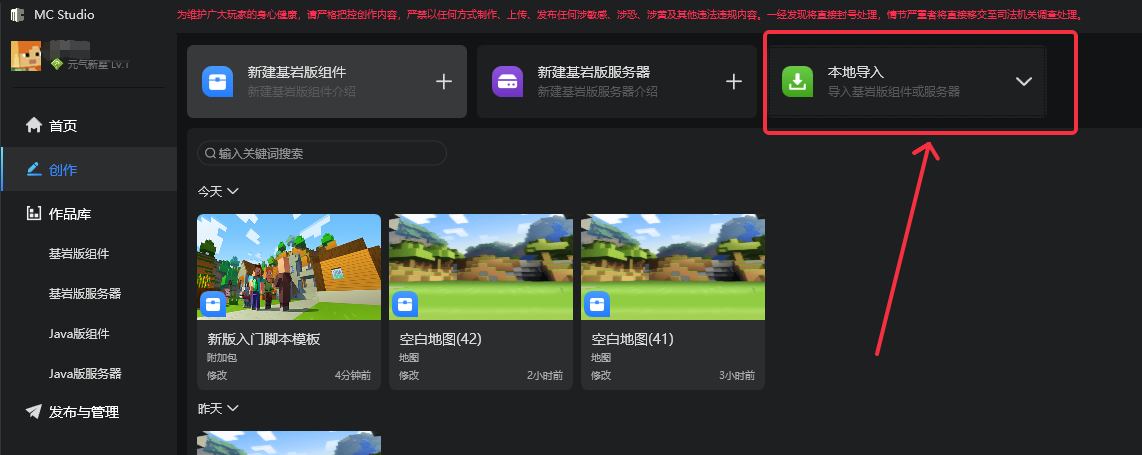 MC Studio
为维护广大玩家的身心健康，请严格把控创作内容，严禁以任何方式制作、上传、发布任何涉敏感、涉恐、涉黄及其他违法违规内容。一经发现将直接封号处理，情节严重者将直接移交至司法机关调查处理。
元气新星 LV.1
新建基岩版组件
新建基岩版组件介绍
新建基岩版服务器
新建基岩版服务器介绍
本地导入
导入基岩版组件或服务器
首页
创作
作品库
基岩版组件
基岩版服务器
Java版组件
Java版服务器
发布与管理
输入关键词搜索
今天
新版入门脚本模板
附加包
修改 4分钟前
空白地图(42)
地图
修改 2小时前
空白地图(41)
地图
修改 3小时前
昨天